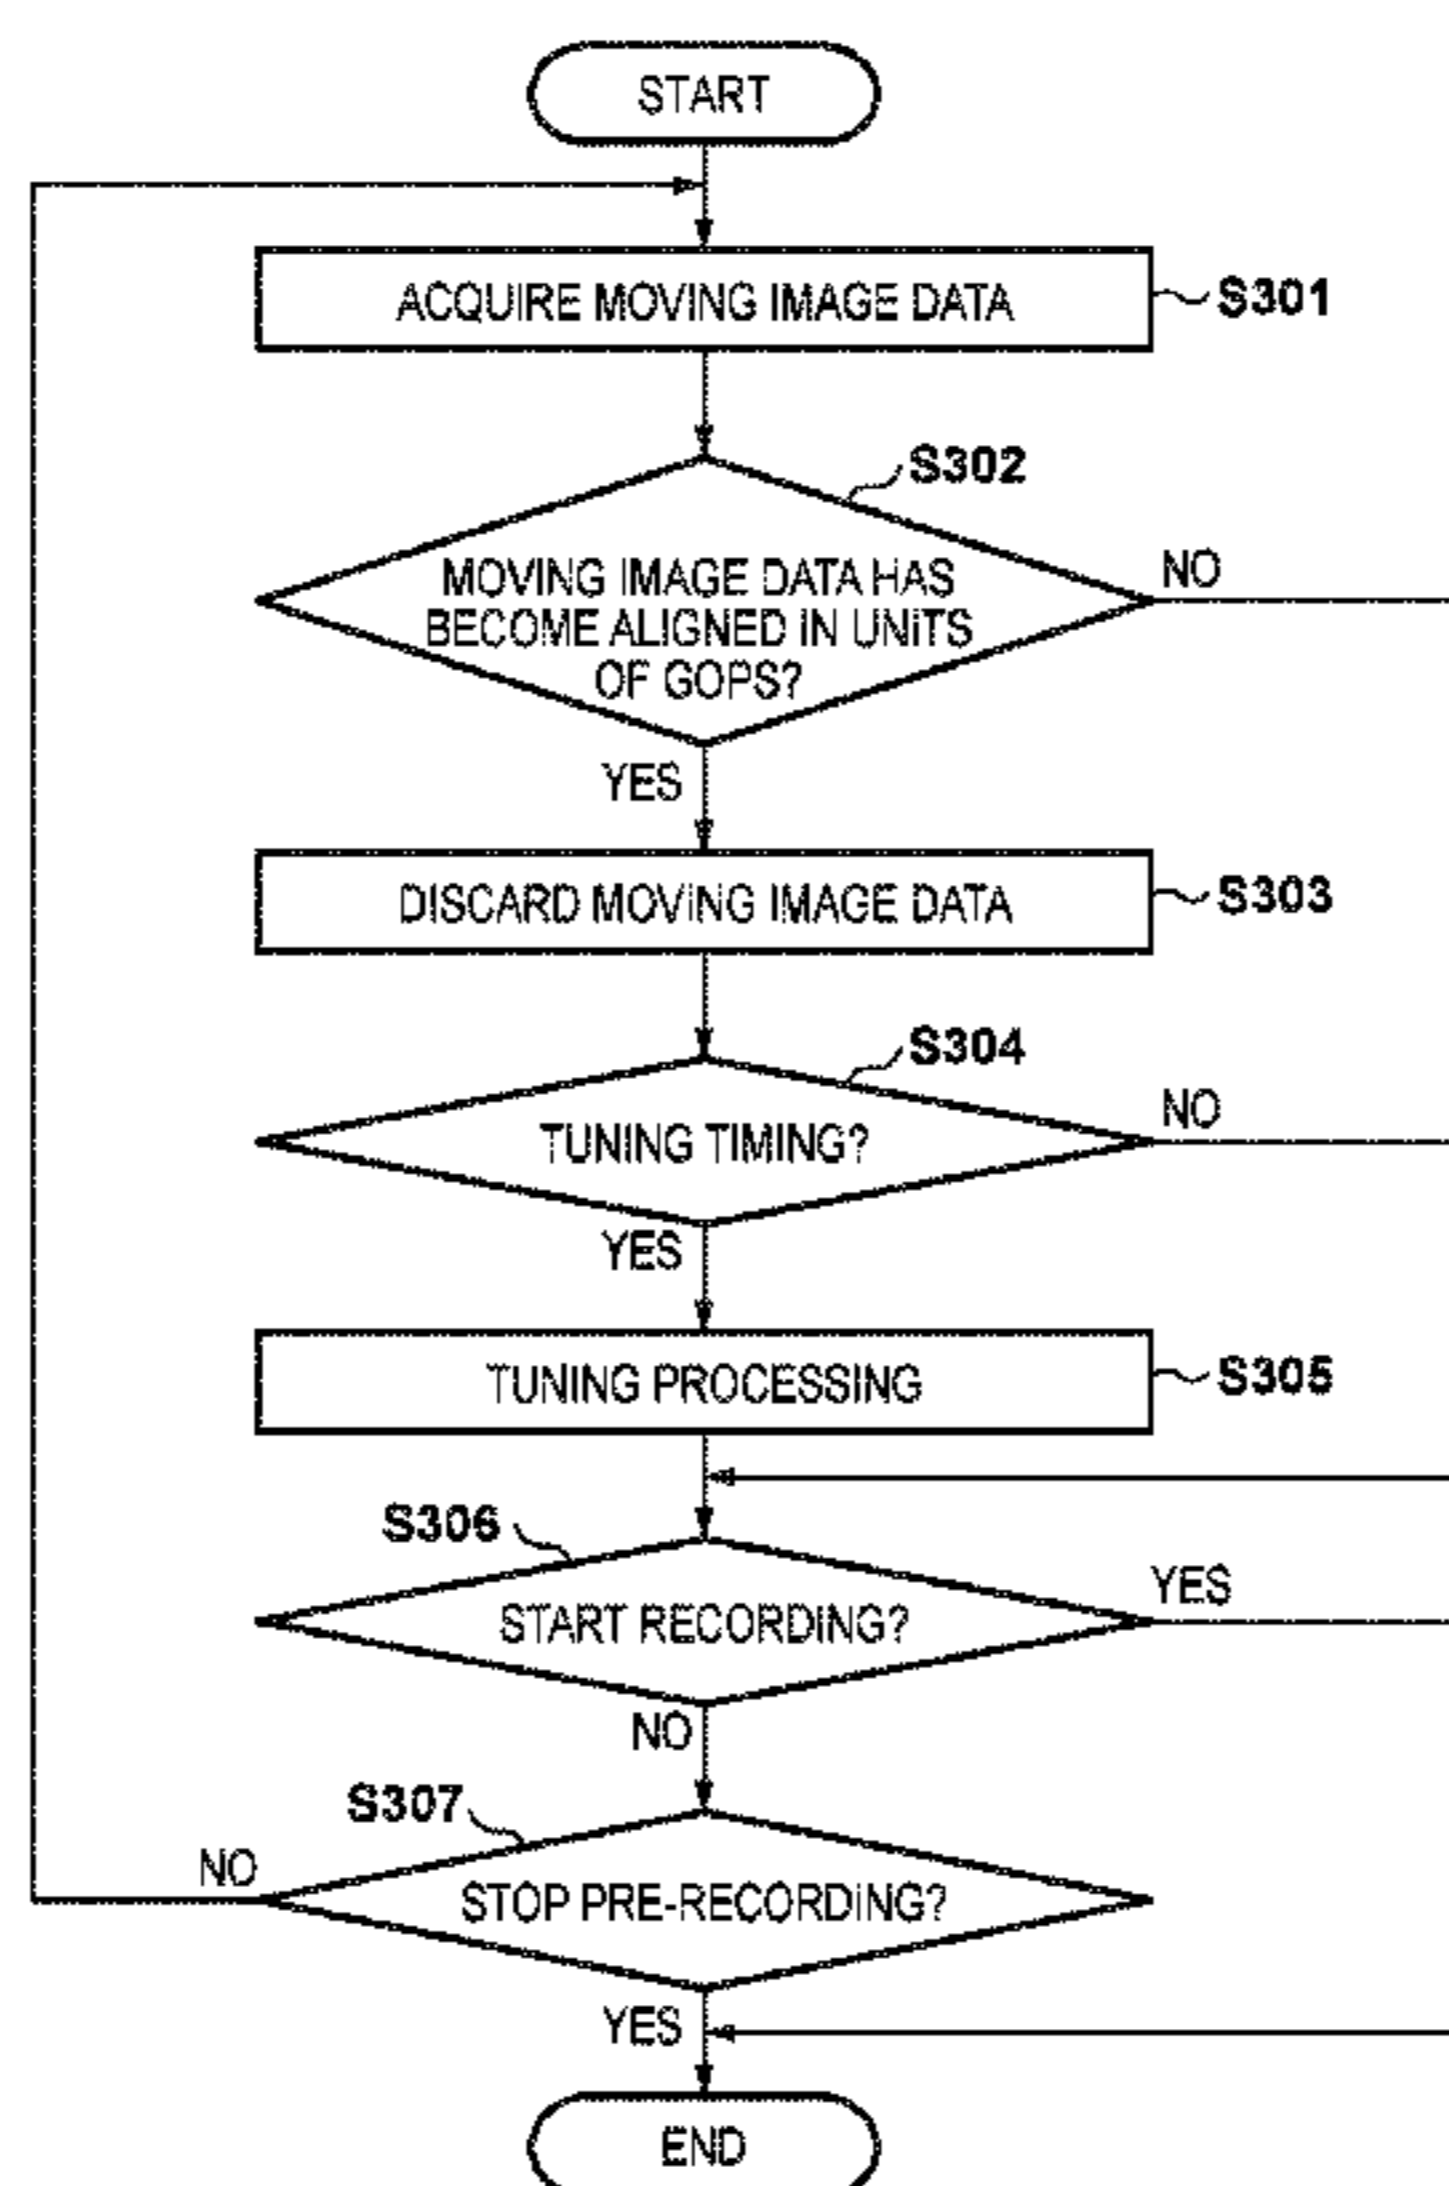 START
ACQUIRE MOVING IMAGE DATA
S301
S302
MOVING IMAGE DATA HAS
BECOME ALIGNED IN UNITS
OF GOPS?
NO
YES
DISCARD MOVING IMAGE DATA
S303
S304
TUNING TIMING?
NO
YES
TUNING PROCESSING
S305
S306
START RECORDING?
YES
NO
S307
STOP PRE-RECORDING?
NO
YES
END